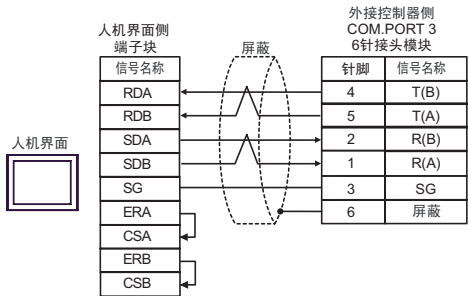 人机界面侧
端子块
屏蔽
外接控制器侧
COM.PORT 3
6针接头模块
信号名称
针脚 信号名称
RDA 4 T(B)
RDB 5 T(A)
SDA 2 R(B)
SDB 1 R(A)
SG 3 SG
ERA 6 屏蔽
CSA
ERB
CSB
人机界面